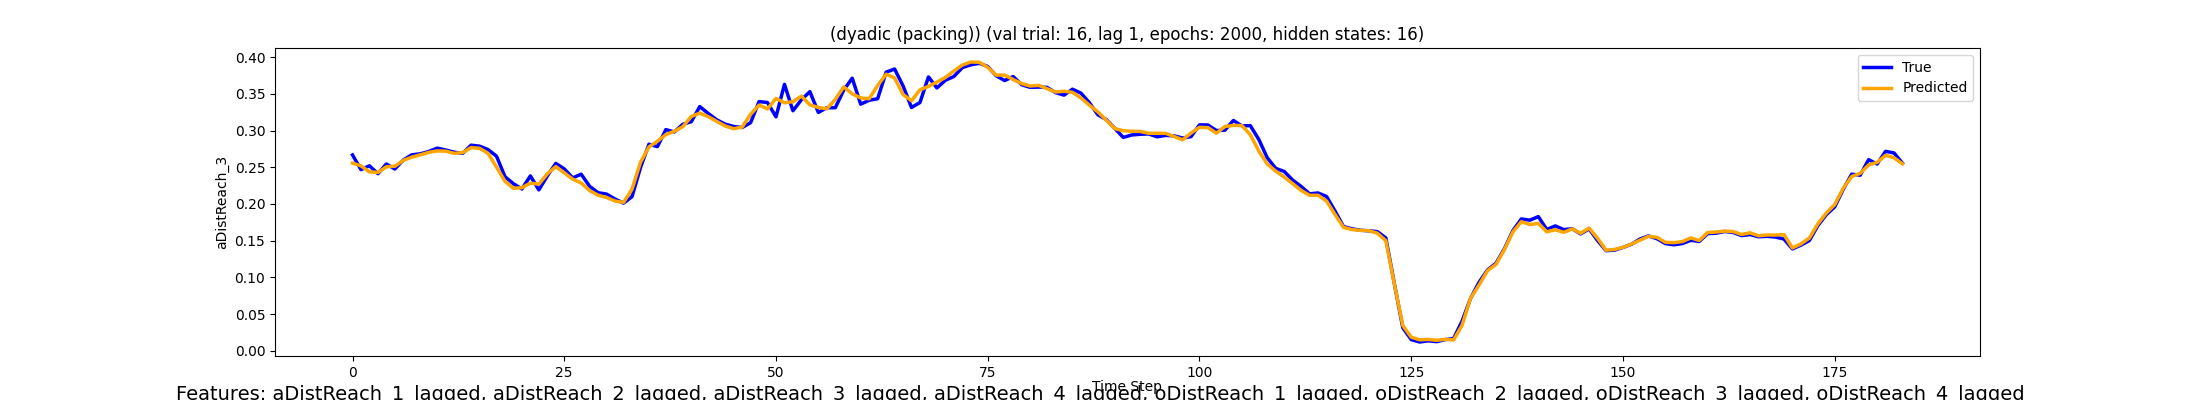 (dyadic (packing)) (val trial: 16, lag 1, epochs: 2000, hidden states: 16)
0.40
0.35
0.30
0.25
0.20
0.15
0.10
0.05
0.00
aDistReach_3
True
Predicted
0 25 50 75 100 125 150 175
Time Step
Features: aDistReach_1_lagged, aDistReach_2_lagged, aDistReach_3_lagged, aDistReach_4_lagged, oDistReach_1_lagged, oDistReach_2_lagged, oDistReach_3_lagged, oDistReach_4_lagged